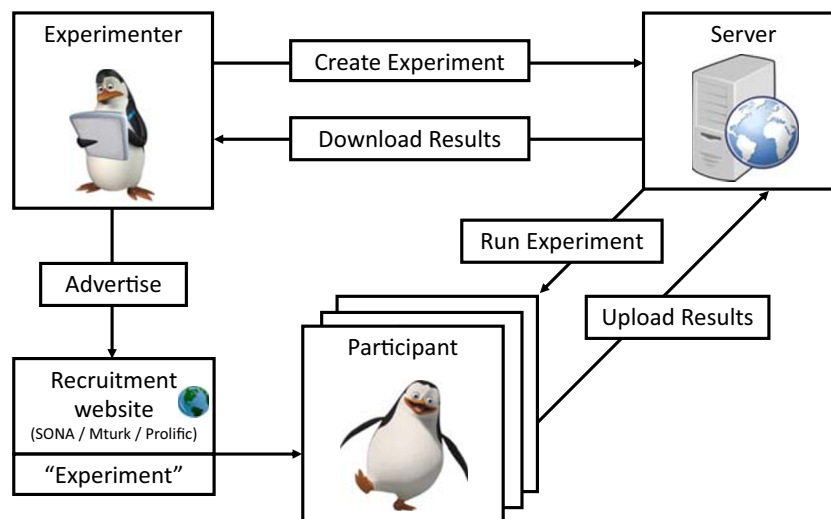 Experimenter
Create Experiment
Server
Download Results
Run Experiment
Advertise
Upload Results
Participant
Recruitment
website
(SONA / Mturk / Prolific)
“Experiment”